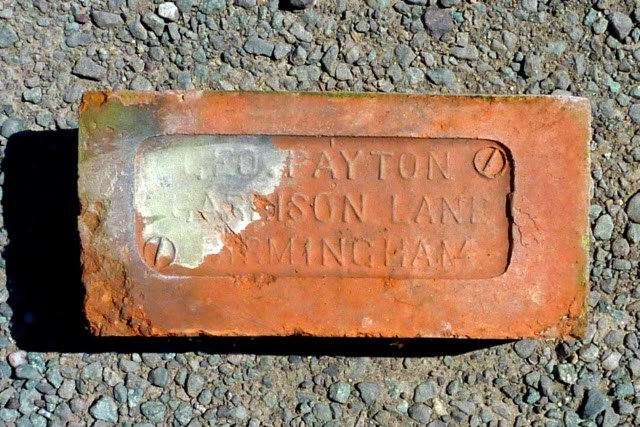 GEO. PAYTON
GARRISON LANE
BIRMINGHAM